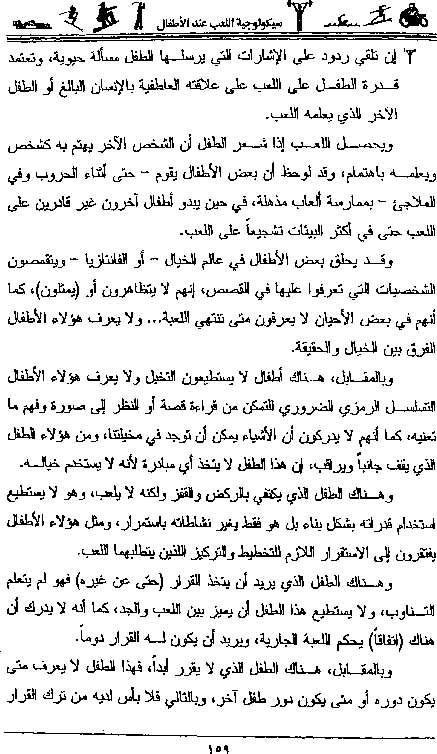 سيكولوجية اللعب عند الأطفال
٣ إن تلقي ردود على الإشارات التي يرسلها الطفل مسألة حيوية، وتعتمد
قدرة الطفل على اللعب على علاقته العاطفية بالإنسان البالغ أو الطفل
الآخر الذي يعلمه اللعب.
ويحصل اللعب إذا شعر الطفل أن الشخص الآخر يهتم به كشخص
ويعلمه باهتمام، وقد لوحظ أن بعض الأطفال يقوم - حتى أثناء الحروب وفي
الملاجئ - بممارسة ألعاب مذهلة، في حين يبدو أطفال آخرون غير قادرين على
اللعب حتى في أكثر البيئات تشجيعاً على اللعب.
وقد يحلق بعض الأطفال في عالم الخيال - أو الفانتازيا - ويتقمصون
الشخصيات التي تعرفوا عليها في القصص، إنهم لا يتظاهرون أو (يمثلون)، كما
أنهم في بعض الأحيان لا يعرفون متى تنتهي اللعبة... ولا يعرف هؤلاء الأطفال
الفرق بين الخيال والحقيقة.
وبالمقابل، هناك أطفال لا يستطيعون التخيل ولا يعرف هؤلاء الأطفال
التسلسل الرمزي الضروري للتمكن من قراءة قصة أو النظر إلى صورة وفهم ما
تعنيه، كما أنهم لا يدركون أن الأشياء يمكن أن توجد في مخيلتنا، ومن هؤلاء الطفل
الذي يقف جانباً ويراقب، إن هذا الطفل لا يتخذ أي مبادرة لأنه لا يستخدم خياله.
وهناك الطفل الذي يكتفي بالركض والقفز ولكنه لا يلعب، وهو لا يستطيع
استخدام قدراته بشكل بناء بل هو فقط يغير نشاطاته باستمرار، ومثل هؤلاء الأطفال
يفتقرون إلى الاستقرار اللازم للتخطيط والتركيز اللذين يتطلبهما اللعب.
وهناك الطفل الذي يريد أن يتخذ القرار (حتى عن غيره) فهو لم يتعلم
التناوب، ولا يستطيع هذا الطفل أن يميز بين اللعب والجد، كما أنه لا يدرك أن
هناك (اتفاقاً) يحكم اللعبة الجارية، ويريد أن يكون له القرار دوماً.
وبالمقابل، هناك الطفل الذي لا يقرر أبداً، فهذا الطفل لا يعرف متى
يكون دوره أو متى يكون دور طفل آخر، وبالتالي فلا بأس لديه من ترك القرار
١٥٩